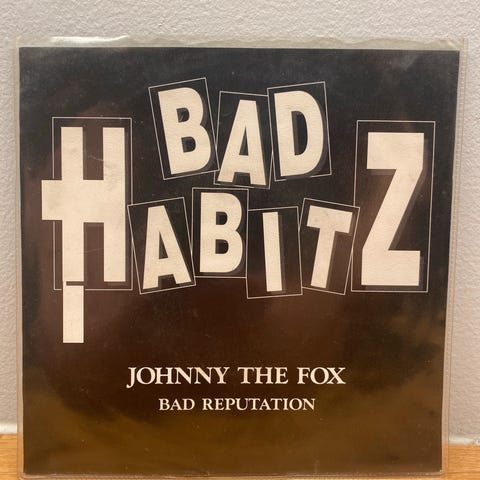 BAD
HABITZ
JOHNNY THE FOX
BAD REPUTATION